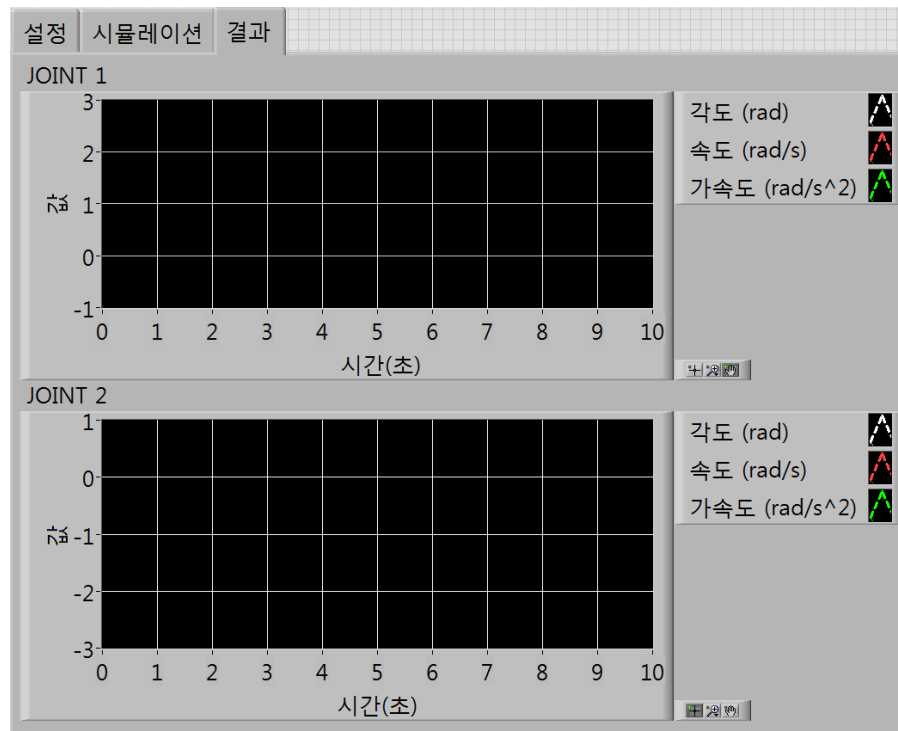 설정 시뮬레이션 결과
JOINT 1
3
2
1
0
-1
값
0 1 2 3 4 5 6 7 8 9 10
시간(초)
각도 (rad)
속도 (rad/s)
가속도 (rad/s^2)
JOINT 2
1
0
-1
-2
-3
값
0 1 2 3 4 5 6 7 8 9 10
시간(초)
각도 (rad)
속도 (rad/s)
가속도 (rad/s^2)